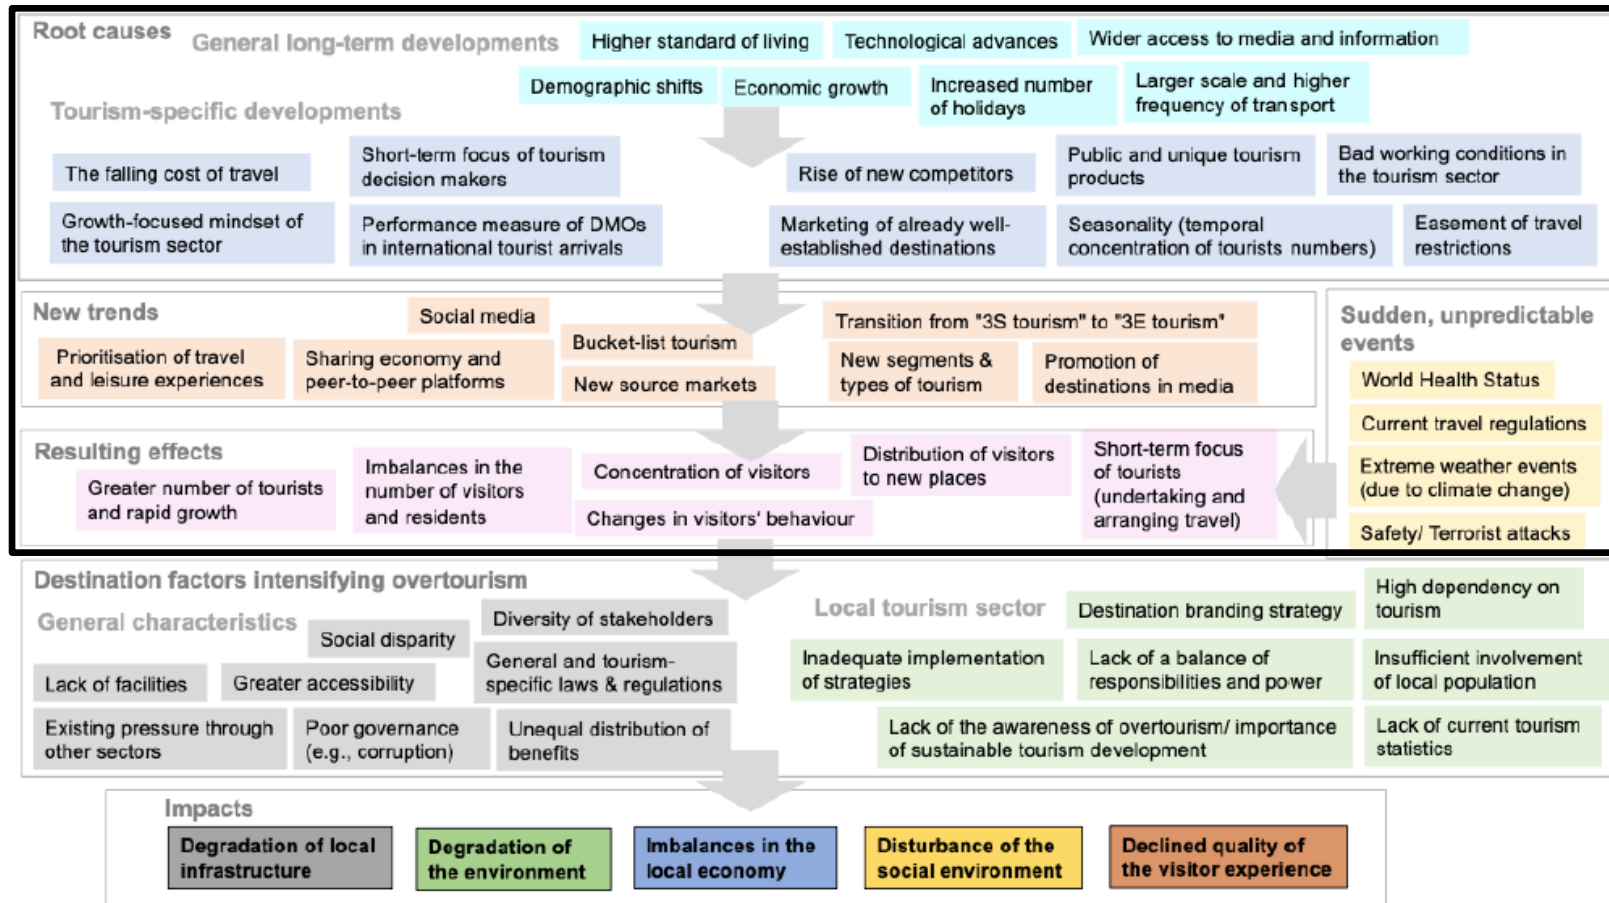 Root causes
General long-term developments
Higher standard of living
Technological advances
Wider access to media and information
Demographic shifts
Economic growth
Increased number
of holidays
Larger scale and higher
frequency of transport
Tourism-specific developments
The falling cost of travel
Short-term focus of tourism
decision makers
Rise of new competitors
Public and unique tourism
products
Bad working conditions in
the tourism sector
Growth-focused mindset of
the tourism sector
Performance measure of DMOs
in international tourist arrivals
Marketing of already well-
established destinations
Seasonality (temporal
concentration of tourists numbers)
Easement of travel
restrictions
New trends
Social media
Prioritisation of travel
and leisure experiences
Sharing economy and
peer-to-peer platforms
Bucket-list tourism
New source markets
Transition from "3S tourism" to "3E tourism"
New segments &
types of tourism
Promotion of
destinations in media
Sudden, unpredictable
events
World Health Status
Current travel regulations
Extreme weather events
(due to climate change)
Safety/ Terrorist attacks
Resulting effects
Greater number of tourists
and rapid growth
Imbalances in the
number of visitors
and residents
Concentration of visitors
Changes in visitors' behaviour
Distribution of visitors
to new places
Short-term focus
of tourists
(undertaking and
arranging travel)
Destination factors intensifying overtourism
General characteristics
Social disparity
Diversity of stakeholders
Lack of facilities
Greater accessibility
General and tourism-
specific laws & regulations
Existing pressure through
other sectors
Poor governance
(e.g., corruption)
Unequal distribution of
benefits
Local tourism sector
Destination branding strategy
High dependency on
tourism
Inadequate implementation
of strategies
Lack of a balance of
responsibilities and power
Insufficient involvement
of local population
Lack of the awareness of overtourism/ importance
of sustainable tourism development
Lack of current tourism
statistics
Impacts
Degradation of local
infrastructure
Degradation of
the environment
Imbalances in the
local economy
Disturbance of the
social environment
Declined quality of
the visitor experience